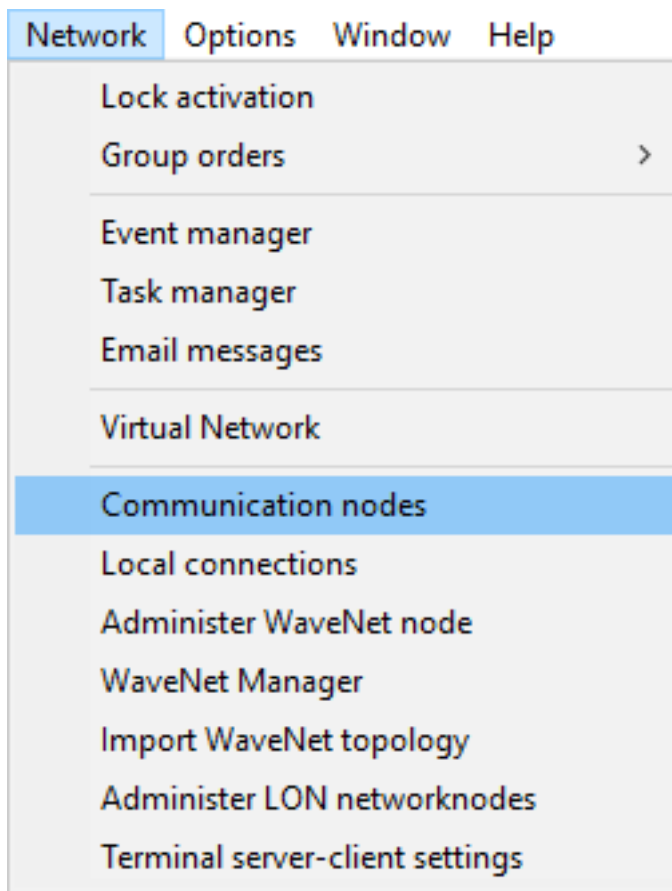 Network Options Window Help
Lock activation
Group orders
Event manager
Task manager
Email messages
Virtual Network
Communication nodes
Local connections
Administer WaveNet node
WaveNet Manager
Import WaveNet topology
Administer LON networknodes
Terminal server-client settings